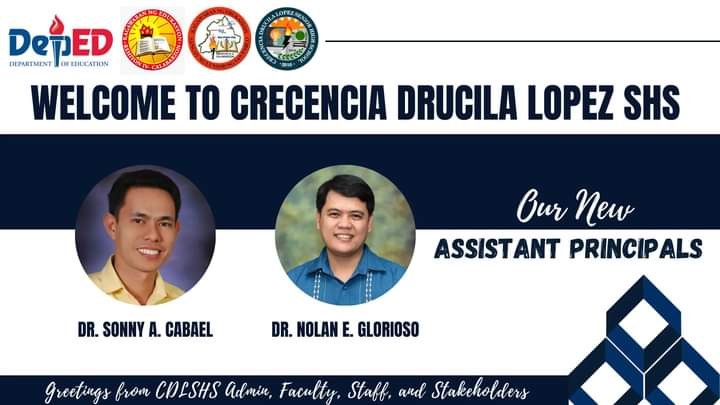 DepED
DEPARTMENT OF EDUCATION
WELCOME TO CRECENCIA DRUCILA LOPEZ SHS
Our New
ASSISTANT PRINCIPALS
DR. SONNY A. CABAEL
DR. NOLAN E. GLORIOSO
Greetings from CDLSHS Admin, Faculty, Staff, and Stakeholders